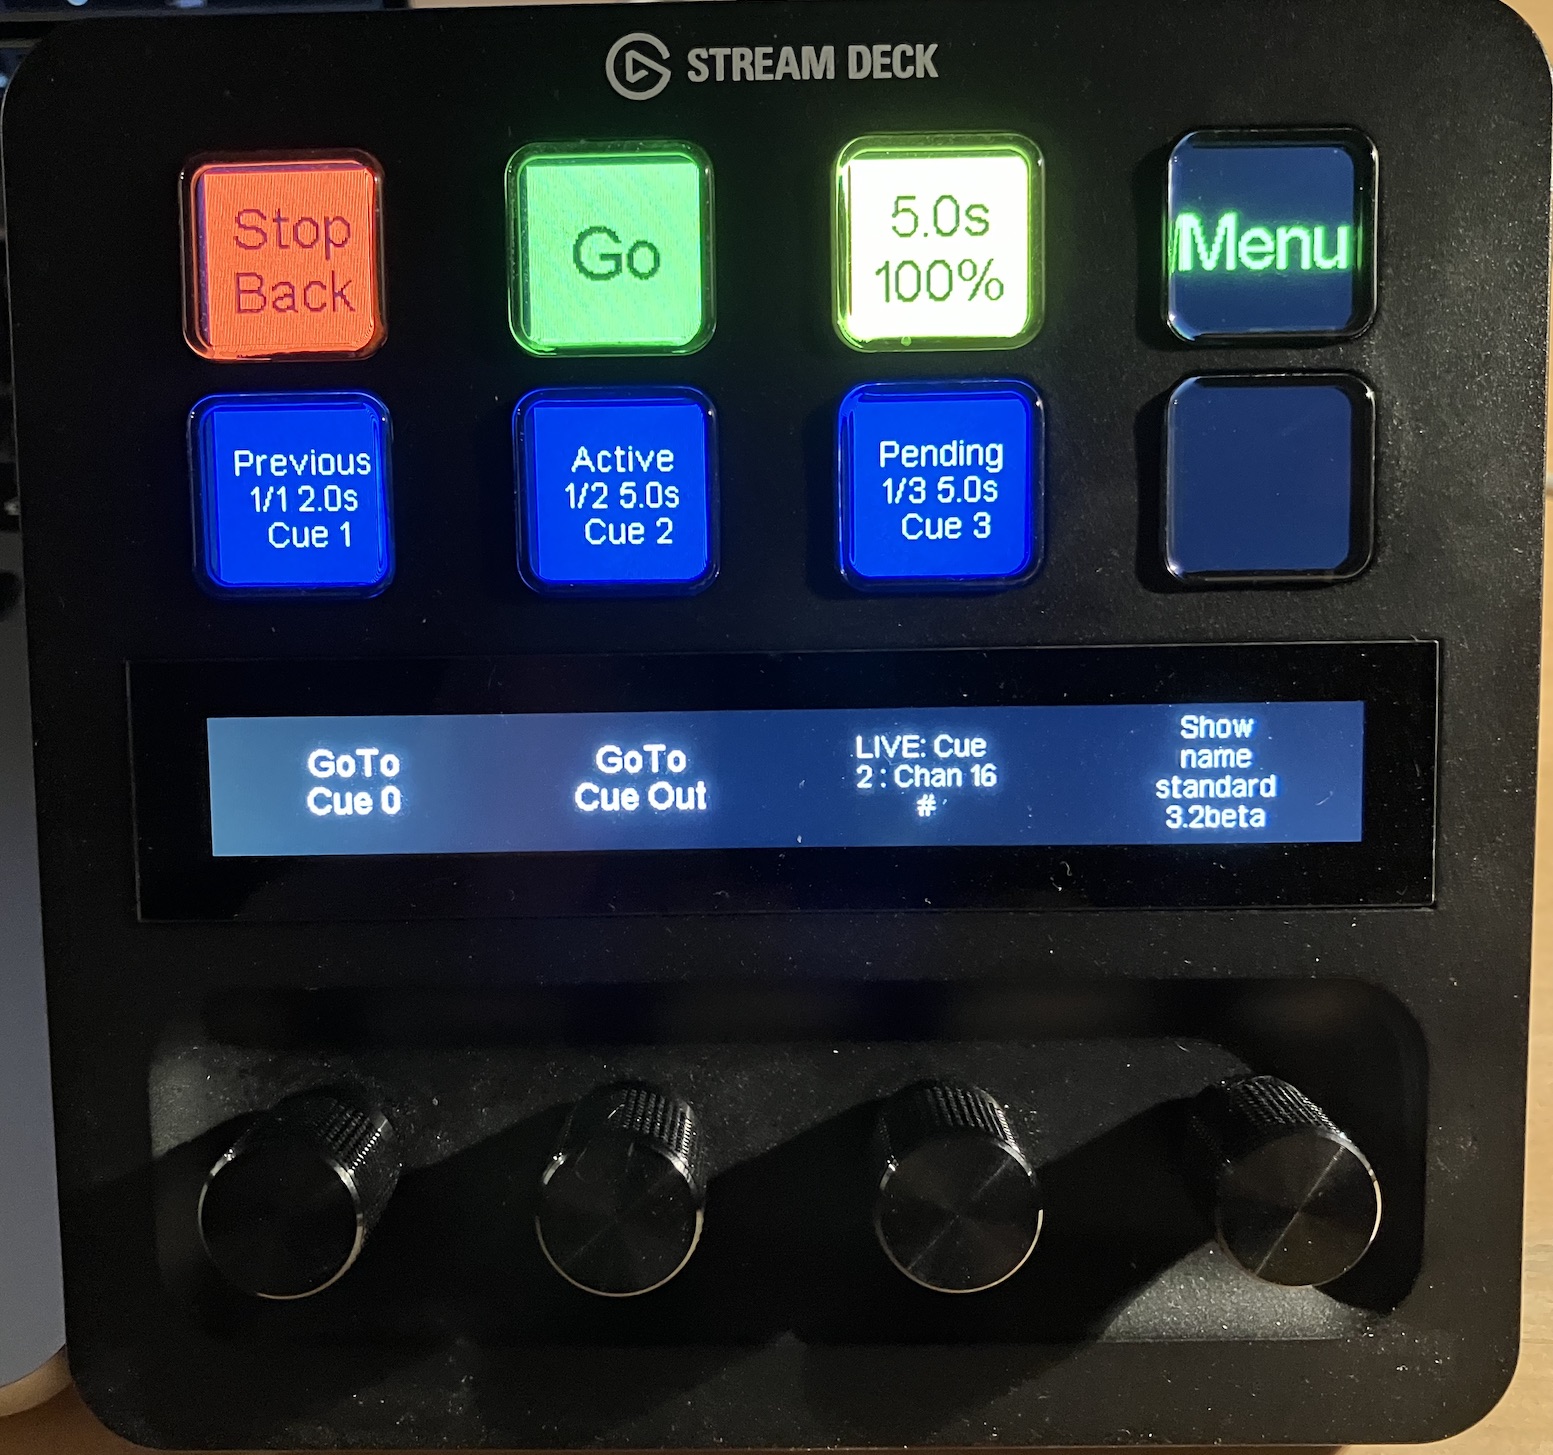 STREAM DECK
Stop
Back
Go
5.0s
100%
Menu
Previous
1/1 2.0s
Cue 1
Active
1/2 5.0s
Cue 2
Pending
1/3 5.0s
Cue 3
GoTo
Cue 0
GoTo
Cue Out
LIVE: Cue
2 : Chan 16
#
Show
name
standard
3.2beta